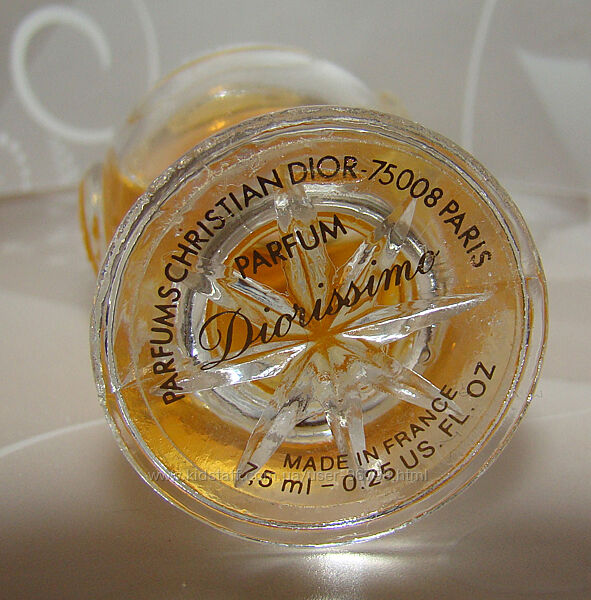 PARFUMS CHRISTIAN DIOR-75008 PARIS
PARFUM
Diorissimo
MADE IN FRANCE
7,5 ml – 0.25 US. FL. OZ